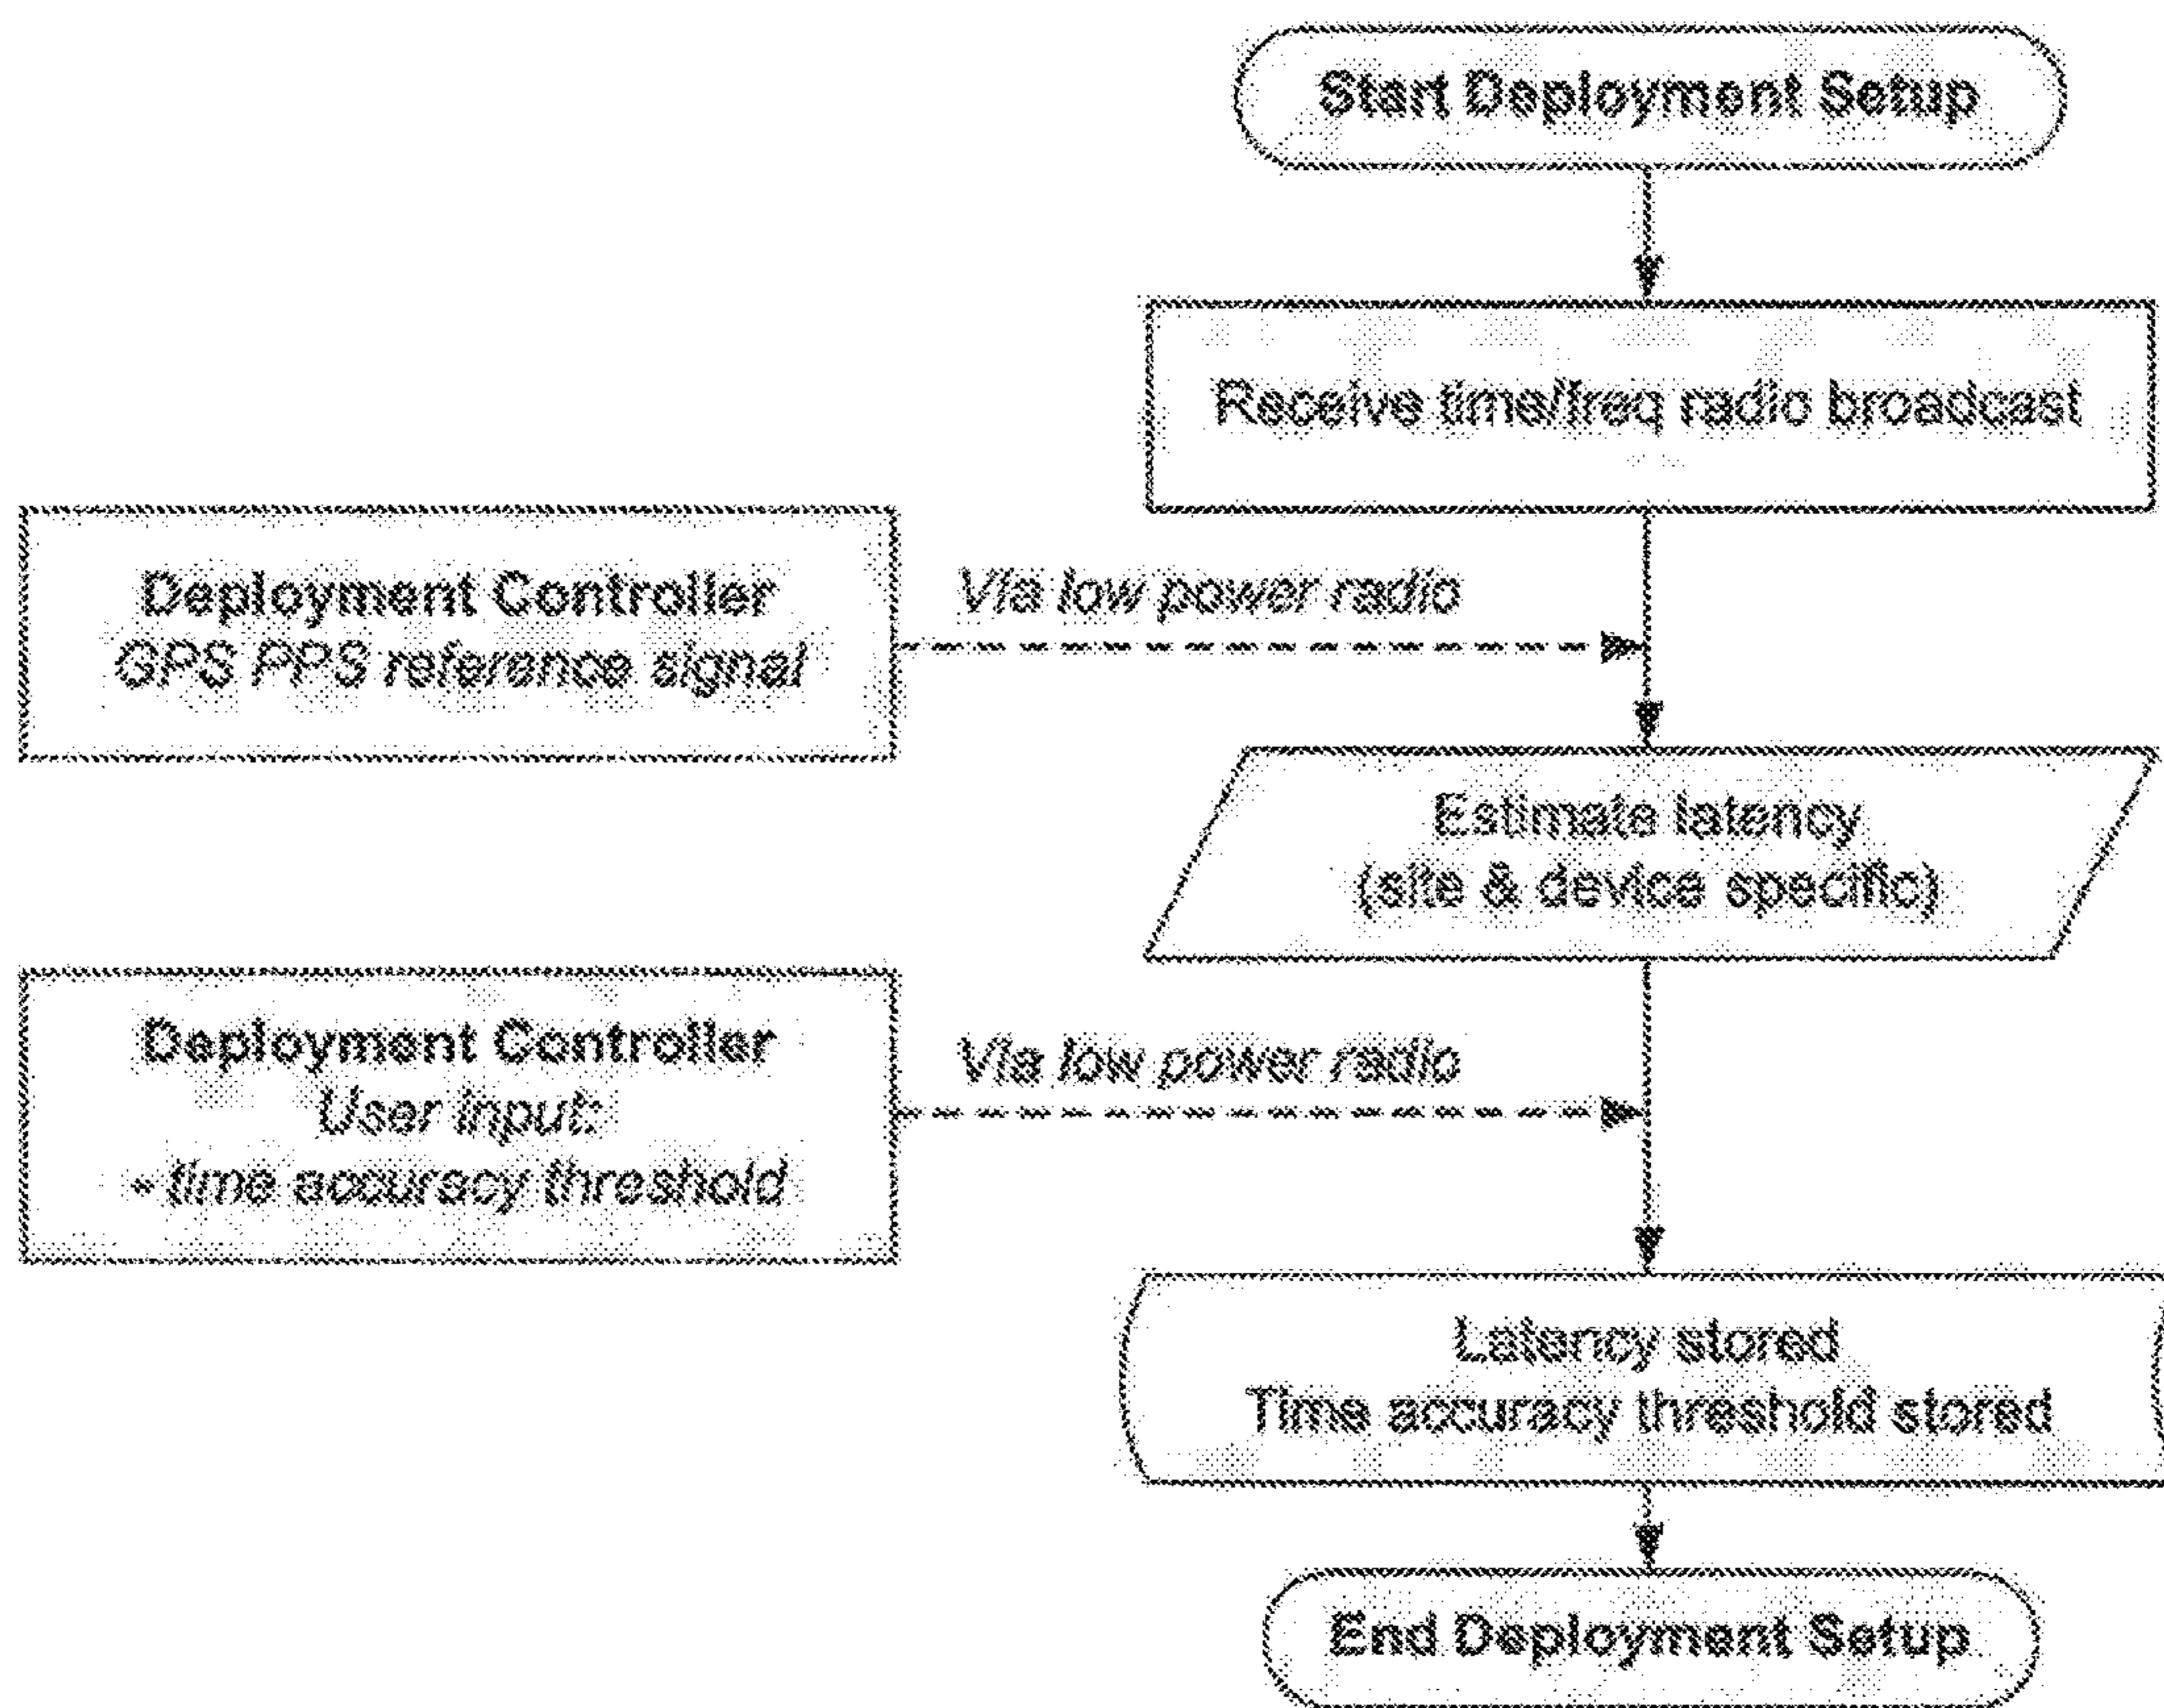 Start Deployment Setup
Receive time/freq radio broadcast
Deployment Controller
GPS PPS reference signal
Via low power radio
Estimate latency
(site & device specific)
Deployment Controller
User input:
- time accuracy threshold
Via low power radio
Latency stored
Time accuracy threshold stored
End Deployment Setup